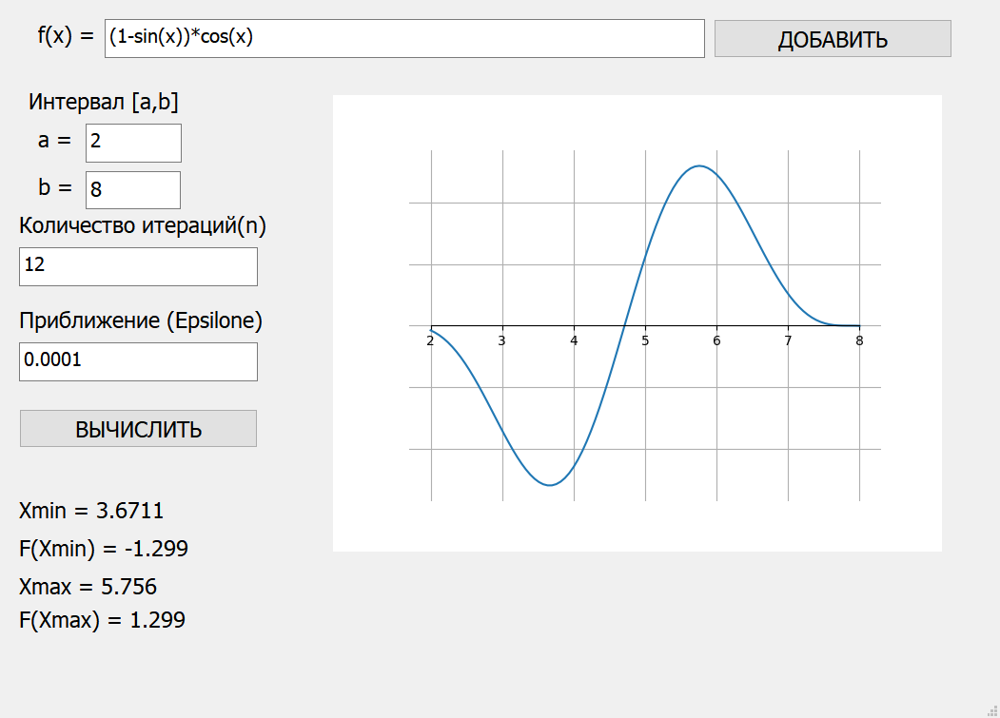 f(x) = (1-sin(x))*cos(x) ДОБАВИТЬ
Интервал [a,b]
a = 2
b = 8
Количество итераций(n)
12
Приближение (Epsilone)
0.0001
ВЫЧИСЛИТЬ
Xmin = 3.6711
F(Xmin) = -1.299
Xmax = 5.756
F(Xmax) = 1.299
2 3 4 5 6 7 8